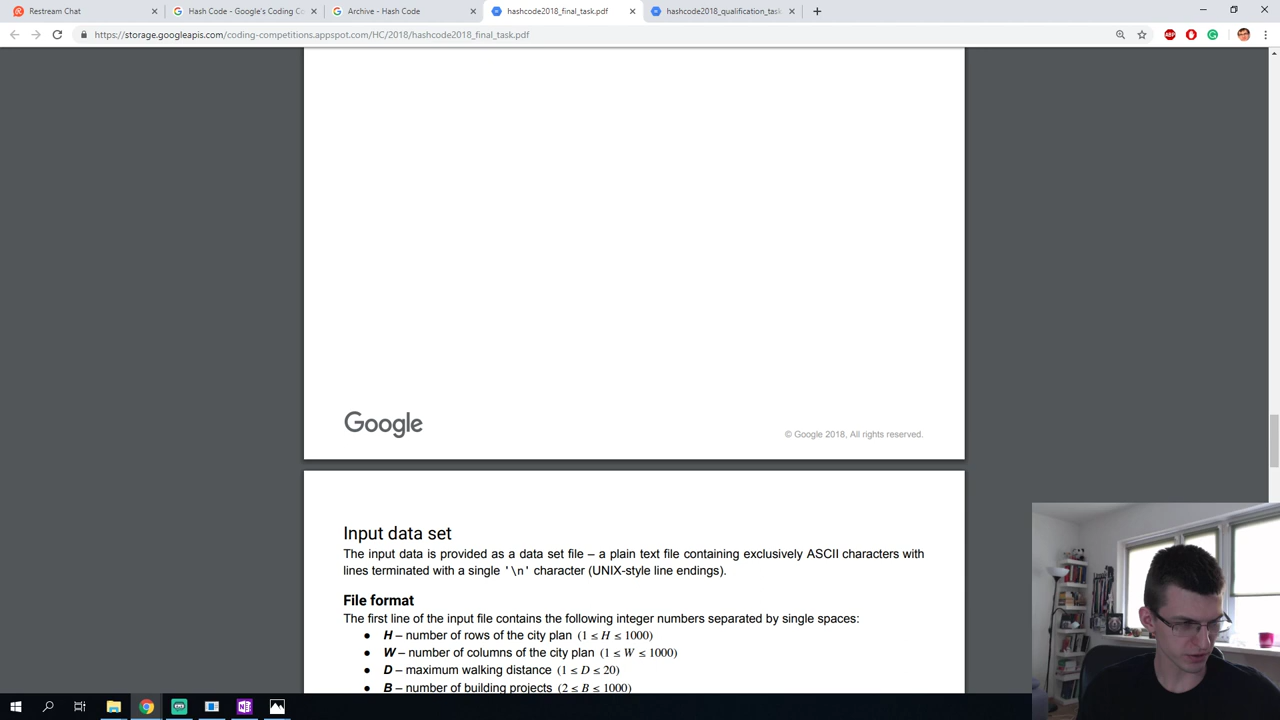 Restream Chat
Hash Code - Google's Coding Co
Archive - Hash Code
hashcode2018_final_task.pdf
hashcode2018_qualification_task
https://storage.googleapis.com/coding-competitions.appspot.com/HC/2018/hashcode2018_final_task.pdf
Google
© Google 2018, All rights reserved.
Input data set
The input data is provided as a data set file – a plain text file containing exclusively ASCII characters with
lines terminated with a single '\n' character (UNIX-style line endings).
File format
The first line of the input file contains the following integer numbers separated by single spaces:
● H – number of rows of the city plan (1 ≤ H ≤ 1000)
● W – number of columns of the city plan (1 ≤ W ≤ 1000)
● D – maximum walking distance (1 ≤ D ≤ 20)
● B – number of building projects (2 ≤ B ≤ 1000)